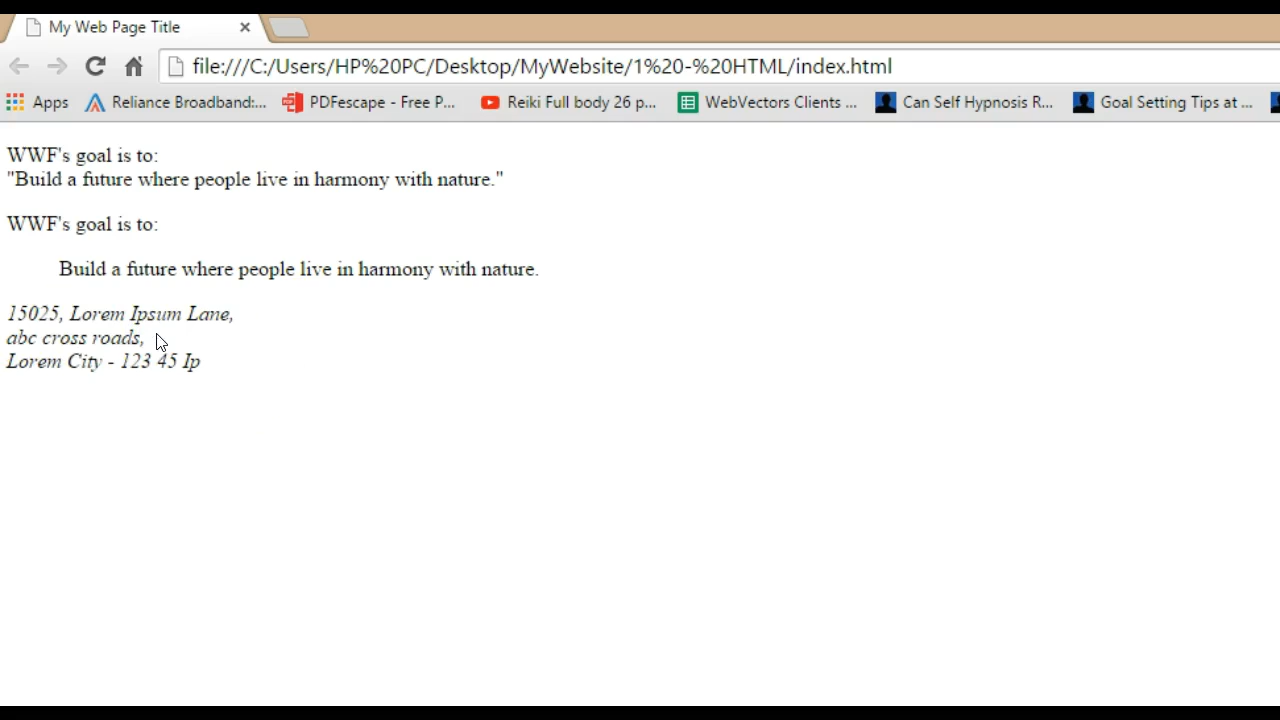 My Web Page Title
file:///C:/Users/HP%20PC/Desktop/MyWebsite/1%20-%20HTML/index.html
Apps Reliance Broadband:... PDFescape - Free P... Reiki Full body 26 p... WebVectors Clients ... Can Self Hypnosis R... Goal Setting Tips at ...
WWF's goal is to:
"Build a future where people live in harmony with nature."
WWF's goal is to:
Build a future where people live in harmony with nature.
15025, Lorem Ipsum Lane,
abc cross roads,
Lorem City - 123 45 Ip